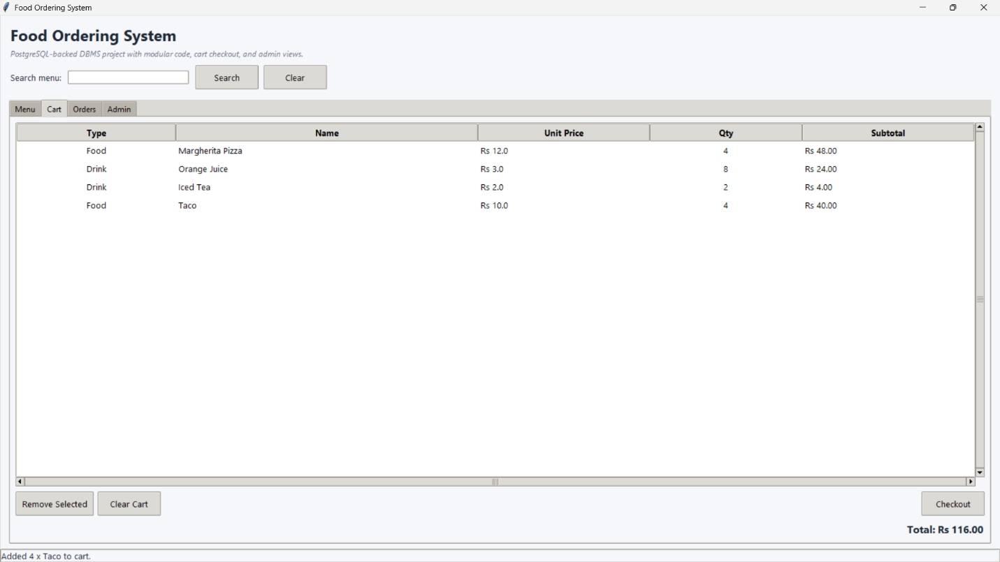 Food Ordering System
Food Ordering System
PostgreSQL-backed DBMS project with modular code, cart checkout, and admin views.
Search menu: Search Clear
Menu Cart Orders Admin
Type Name Unit Price Qty Subtotal
Food Margherita Pizza Rs 12.0 4 Rs 48.00
Drink Orange Juice Rs 3.0 8 Rs 24.00
Drink Iced Tea Rs 2.0 2 Rs 4.00
Food Taco Rs 10.0 4 Rs 40.00
Remove Selected Clear Cart Checkout
Total: Rs 116.00
Added 4 x Taco to cart.